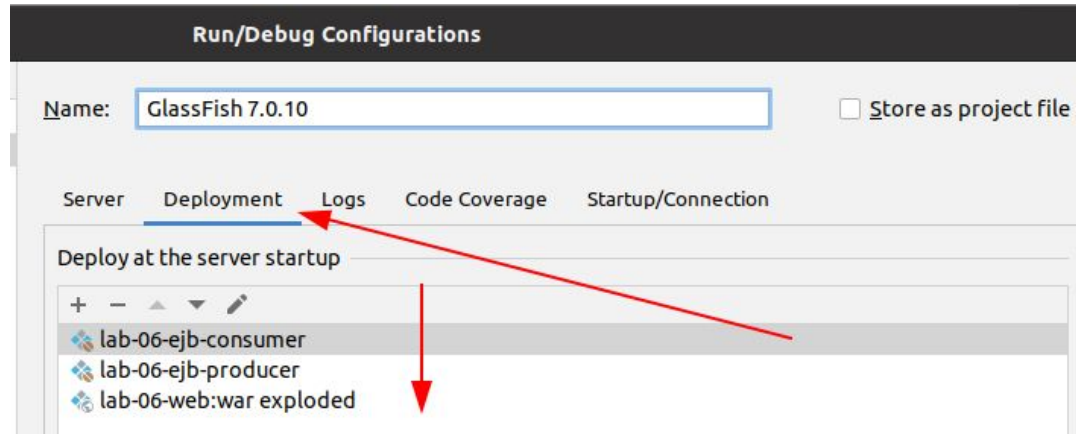 Run/Debug Configurations
Name: GlassFish 7.0.10 Store as project file
Server Deployment Logs Code Coverage Startup/Connection
Deploy at the server startup
lab-06-ejb-consumer
lab-06-ejb-producer
lab-06-web:war exploded